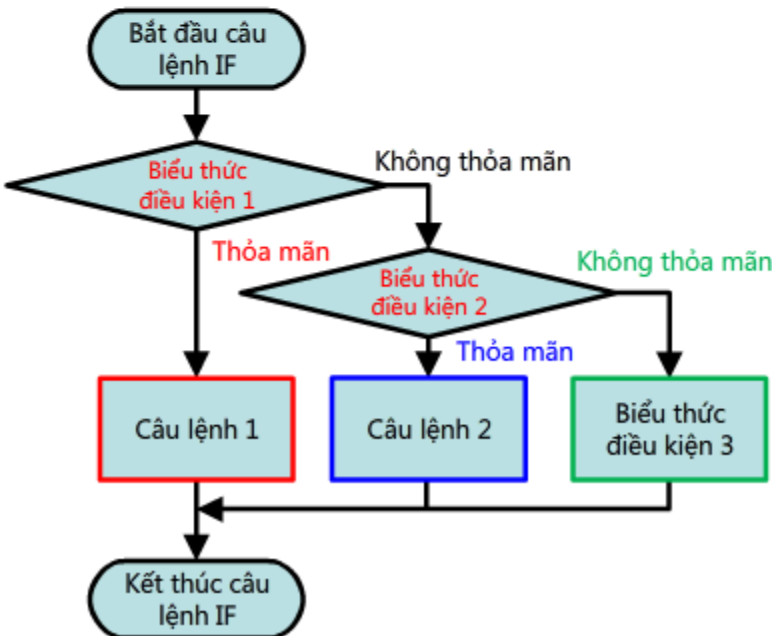 Bắt đầu câu
lệnh IF
Biểu thức
điều kiện 1
Không thỏa mãn
Thỏa mãn
Biểu thức
điều kiện 2
Không thỏa mãn
Thỏa mãn
Câu lệnh 1
Câu lệnh 2
Biểu thức
điều kiện 3
Kết thúc câu
lệnh IF